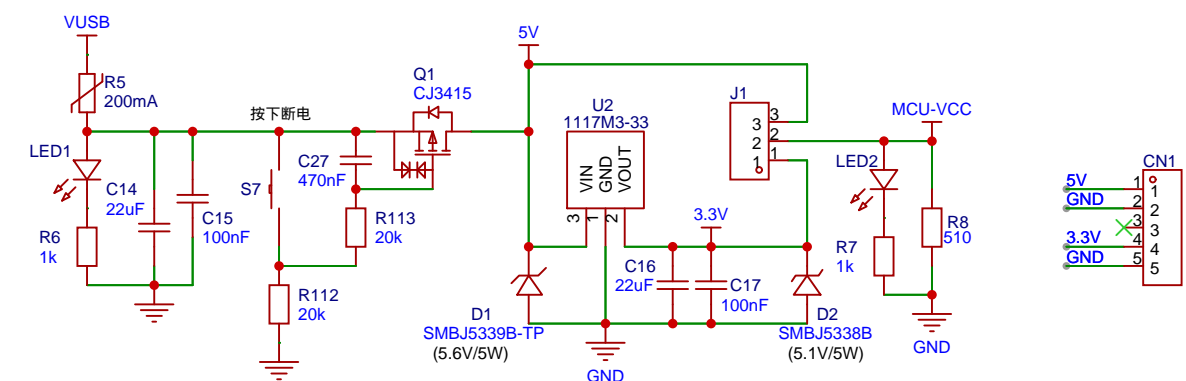 VUSB
R5
200mA
LED1
R6
1k
C14
22uF
C15
100nF
按下断电
S7
C27
470nF
R113
20k
R112
20k
Q1
CJ3415
5V
U2
1117M3-33
VIN
GND
VOUT
3
1
2
D1
SMBJ5339B-TP
(5.6V/5W)
GND
C16
22uF
3.3V
C17
100nF
D2
SMBJ5338B
(5.1V/5W)
J1
3 3
2 2
1 1
MCU-VCC
LED2
R7
1k
R8
510
GND
CN1
5V 1 1
GND 2 2
3 3
3.3V 4 4
GND 5 5